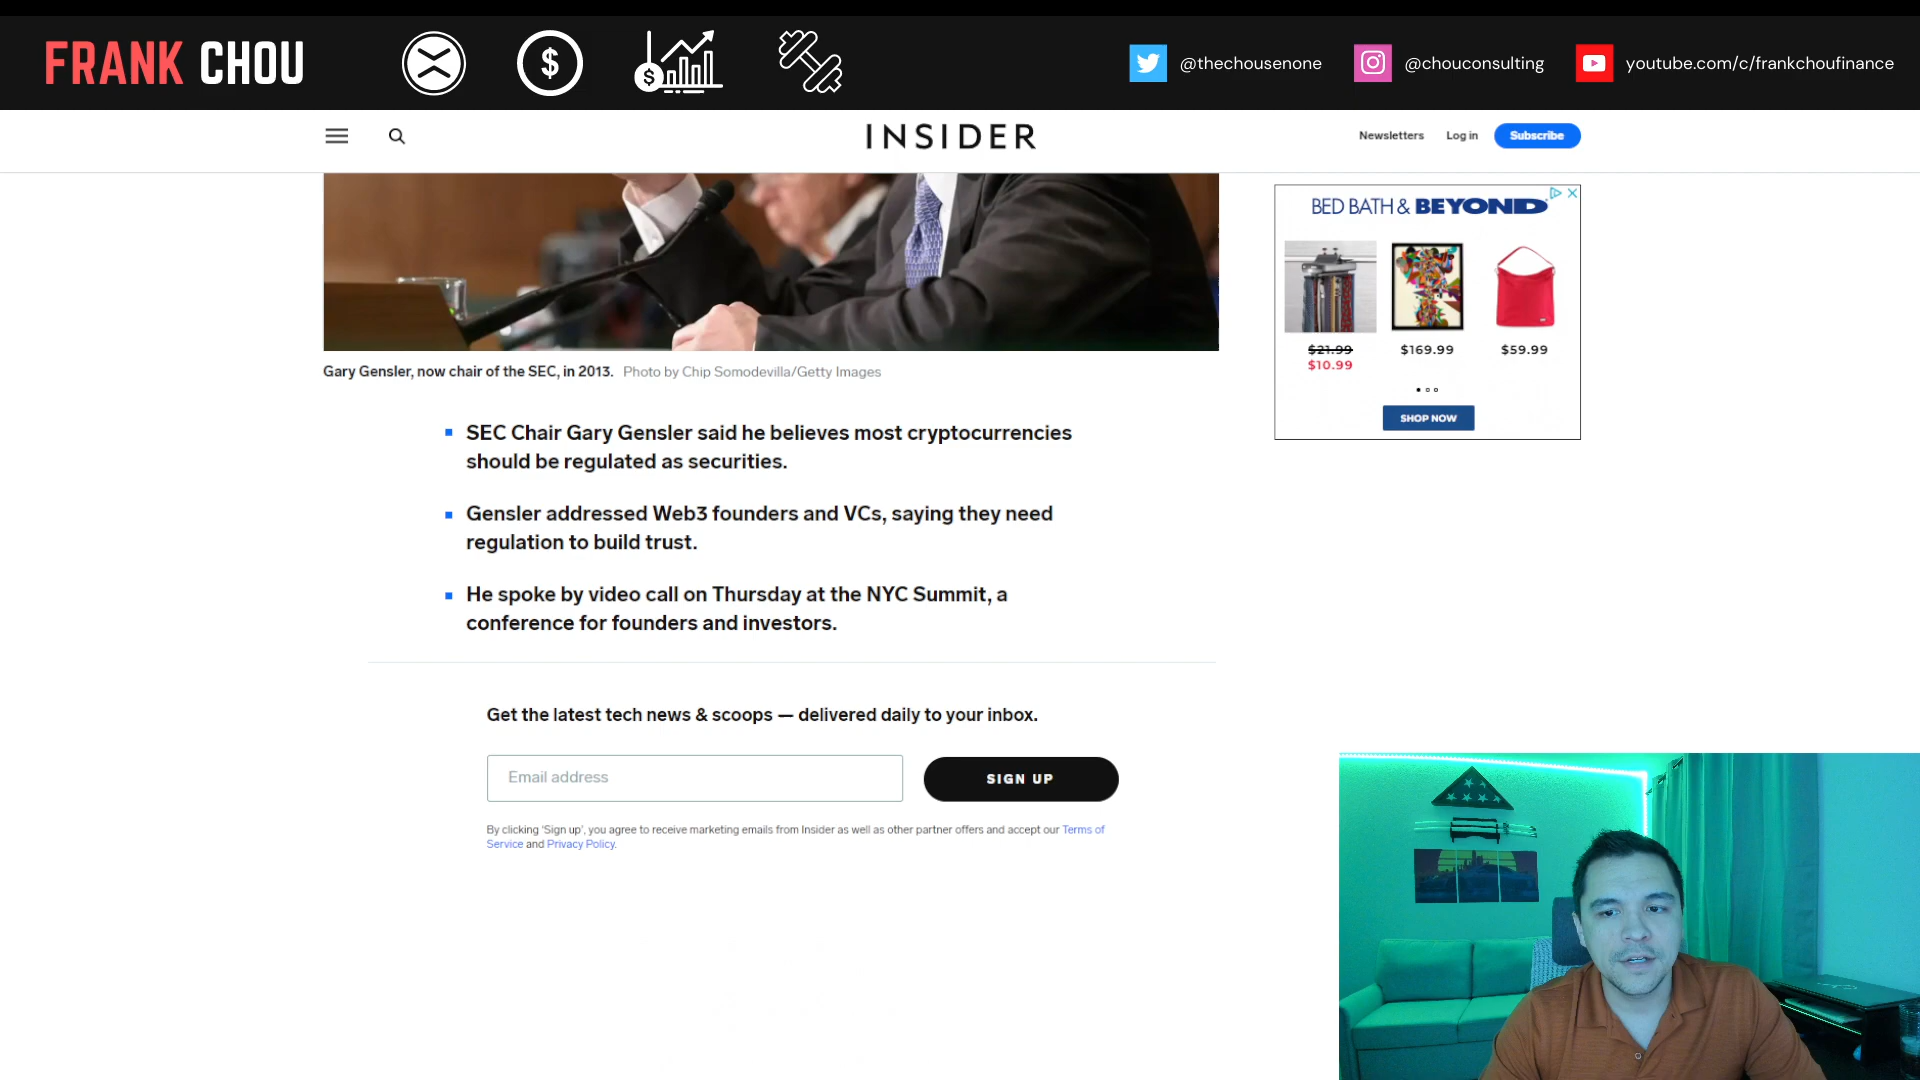 FRANK CHOU
$
$
@thechousenone
@chouconsulting
youtube.com/c/frankchoufinance
INSIDER
Newsletters
Log in
Subscribe
BED BATH & BEYOND
$21.99
$10.99
$169.99
$59.99
SHOP NOW
Gary Gensler, now chair of the SEC, in 2013. Photo by Chip Somodevilla/Getty Images
SEC Chair Gary Gensler said he believes most cryptocurrencies
should be regulated as securities.
Gensler addressed Web3 founders and VCs, saying they need
regulation to build trust.
He spoke by video call on Thursday at the NYC Summit, a
conference for founders and investors.
Get the latest tech news & scoops — delivered daily to your inbox.
Email address
SIGN UP
By clicking 'Sign up', you agree to receive marketing emails from Insider as well as other partner offers and accept our Terms of
Service and Privacy Policy.